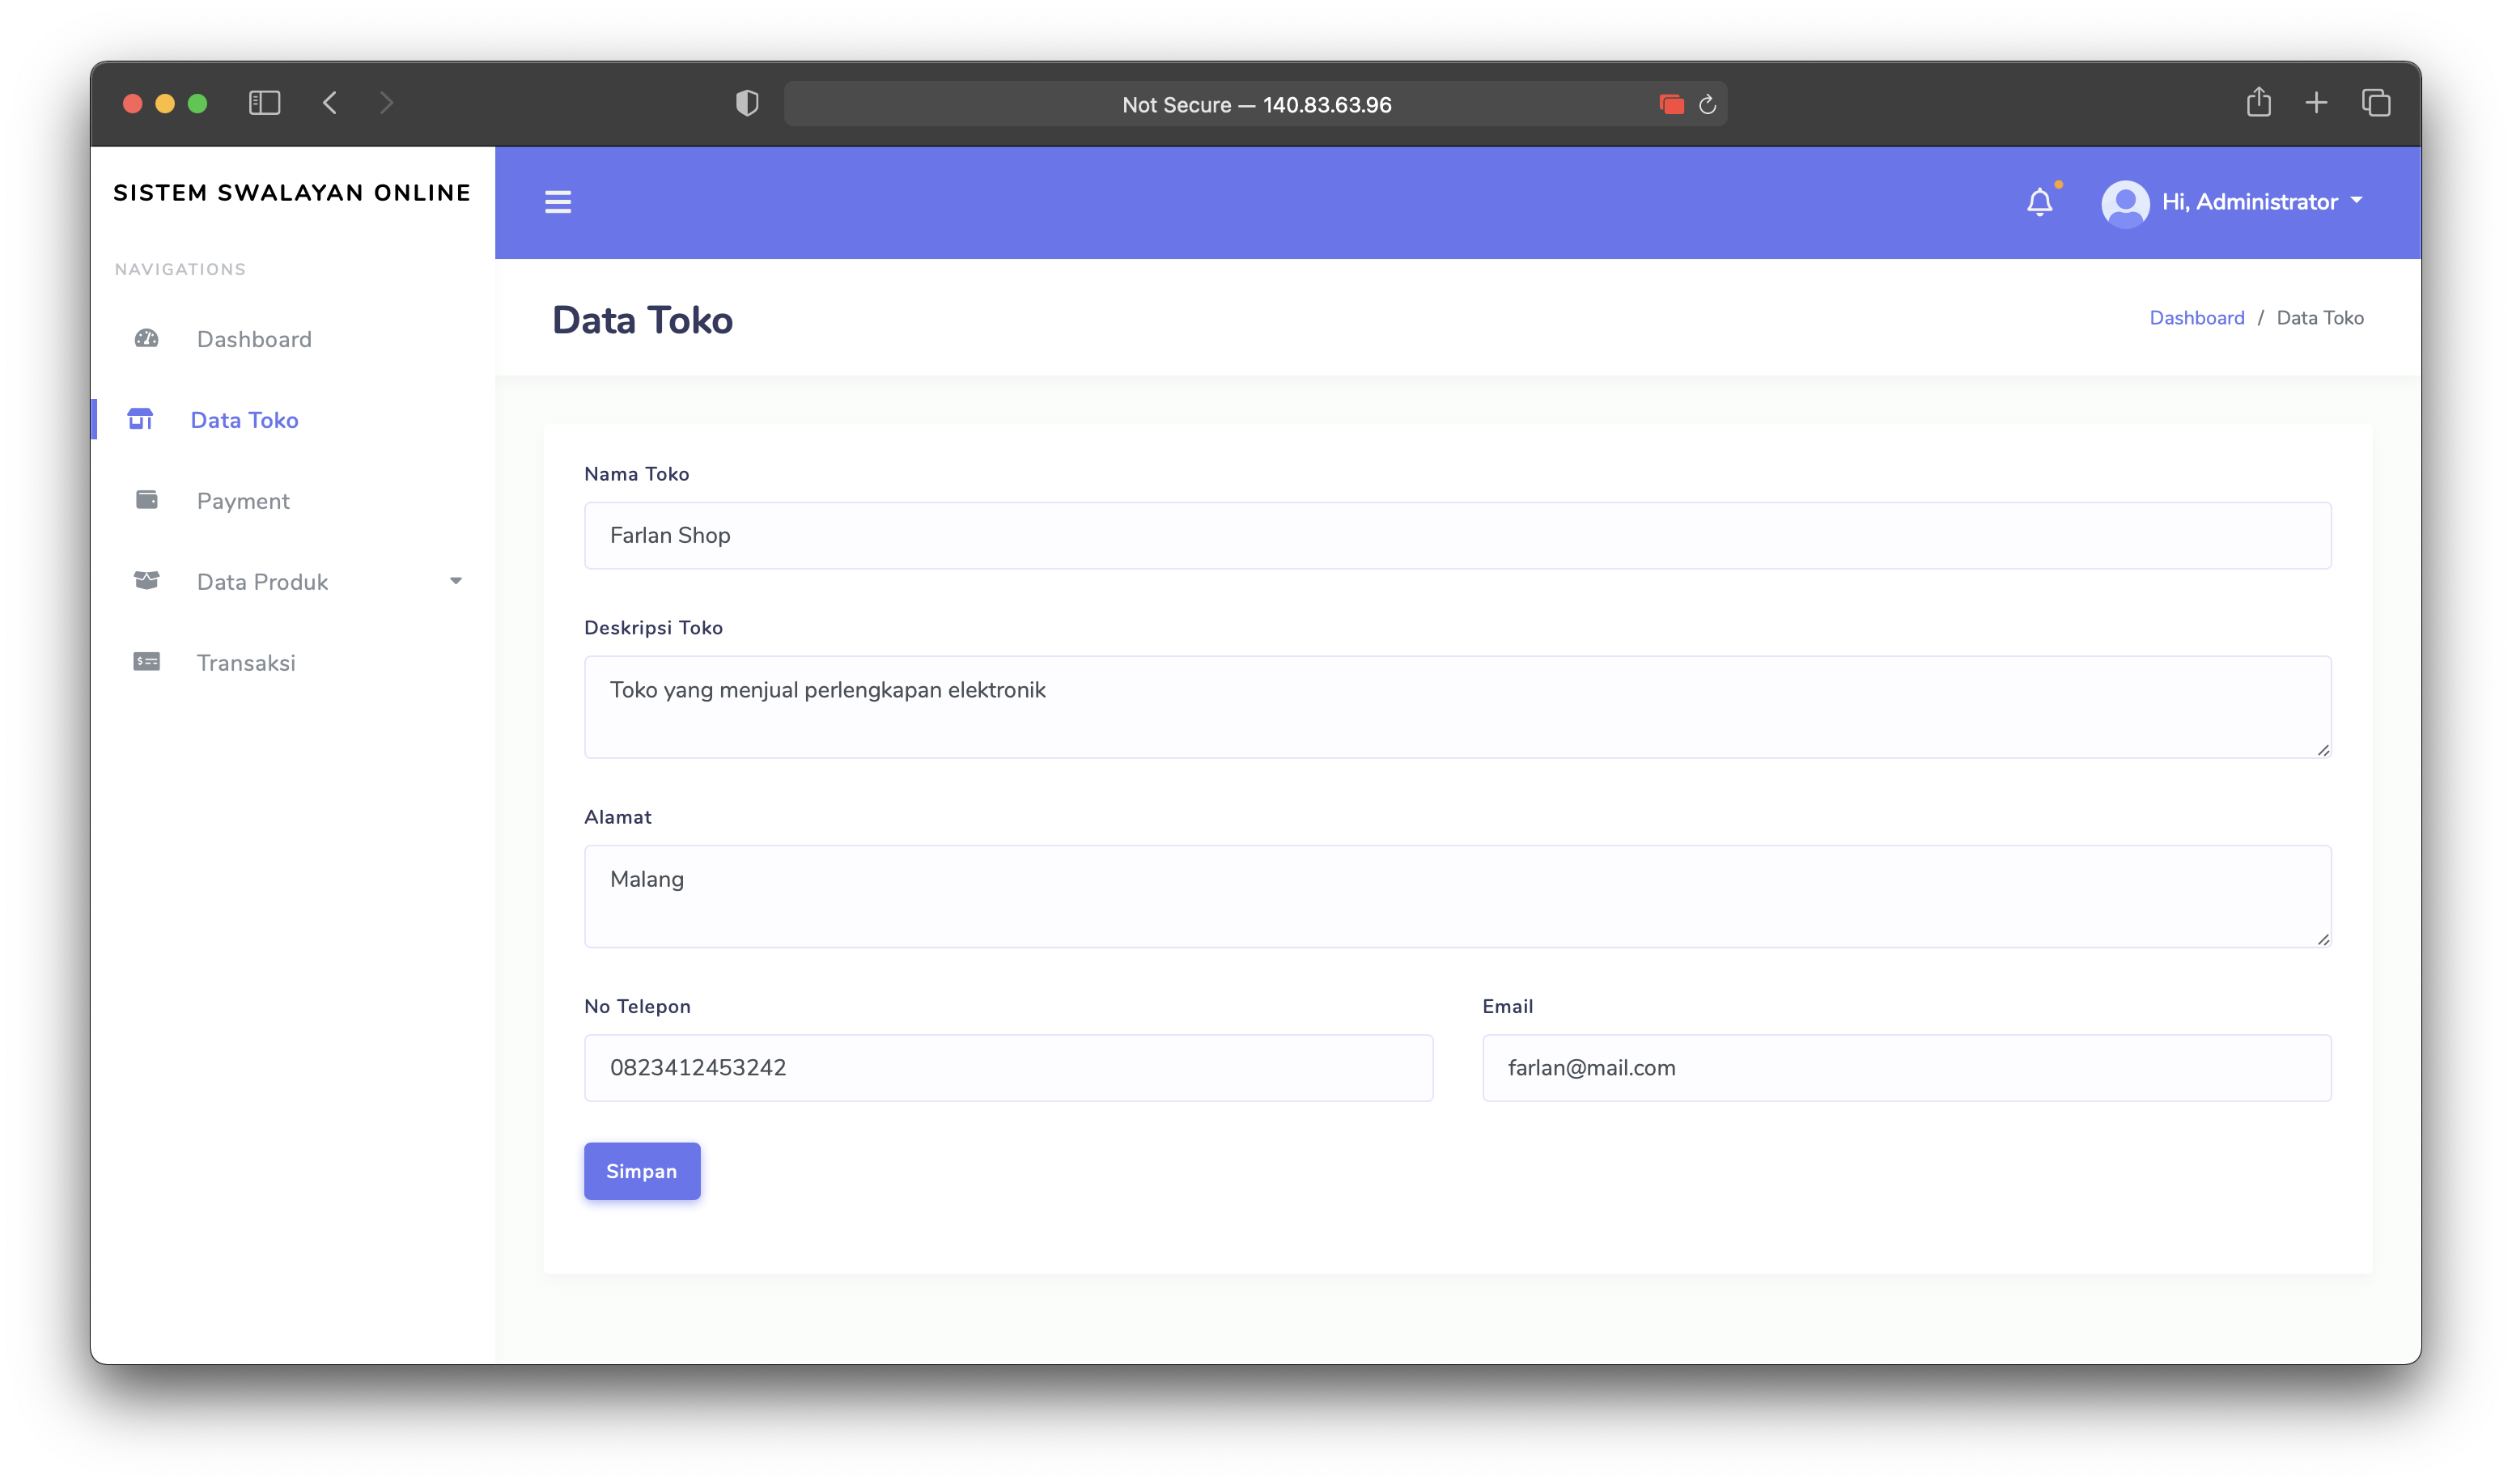 Not Secure — 140.83.63.96
SISTEM SWALAYAN ONLINE
NAVIGATIONS
Dashboard
Data Toko
Payment
Data Produk
Transaksi
Hi, Administrator
Data Toko
Dashboard / Data Toko
Nama Toko
Farlan Shop
Deskripsi Toko
Toko yang menjual perlengkapan elektronik
Alamat
Malang
No Telepon
0823412453242
Email
farlan@mail.com
Simpan